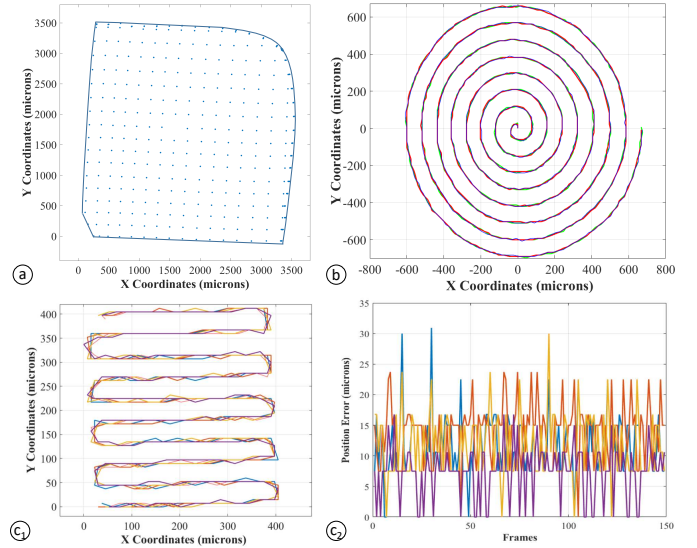 3500
3000
2500
2000
1500
1000
500
0
Y Coordinates (microns)
0 500 1000 1500 2000 2500 3000 3500
X Coordinates (microns)
a
600
400
200
0
-200
-400
-600
Y Coordinates (microns)
-800 -600 -400 -200 0 200 400 600 800
X Coordinates (microns)
b
400
350
300
250
200
150
100
50
0
Y Coordinates (microns)
0 100 200 300 400
X Coordinates (microns)
C1
35
30
25
20
15
10
5
0
Position Error (microns)
0 50 100 150
Frames
C2